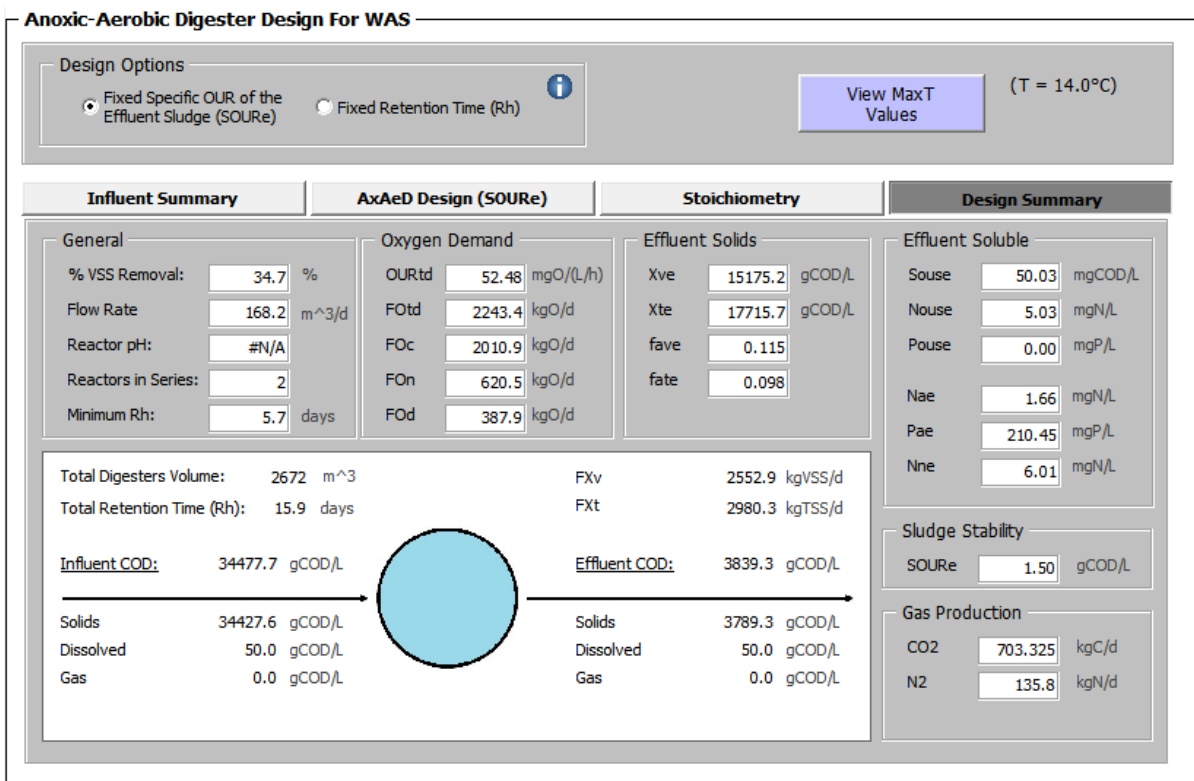 Anoxic-Aerobic Digester Design For WAS
Design Options
Fixed Specific OUR of the
Effluent Sludge (SOURe)
Fixed Retention Time (Rh)
i
View MaxT
Values
(T = 14.0°C)
Influent Summary
AxAeD Design (SOURe)
Stoichiometry
Design Summary
General
% VSS Removal: 34.7 %
Flow Rate 168.2 m^3/d
Reactor pH: #N/A
Reactors in Series: 2
Minimum Rh: 5.7 days
Oxygen Demand
OURtd 52.48 mgO/(L/h)
FOtd 2243.4 kgO/d
FOc 2010.9 kgO/d
FOn 620.5 kgO/d
FOd 387.9 kgO/d
Effluent Solids
Xve 15175.2 gCOD/L
Xte 17715.7 gCOD/L
fave 0.115
fate 0.098
Effluent Soluble
Souse 50.03 mgCOD/L
Nouse 5.03 mgN/L
Pouse 0.00 mgP/L
Nae 1.66 mgN/L
Pae 210.45 mgP/L
Nne 6.01 mgN/L
Total Digesters Volume: 2672 m^3
Total Retention Time (Rh): 15.9 days
FXv 2552.9 kgVSS/d
FXt 2980.3 kgTSS/d
Influent COD: 34477.7 gCOD/L
Solids 34427.6 gCOD/L
Dissolved 50.0 gCOD/L
Gas 0.0 gCOD/L
Effluent COD: 3839.3 gCOD/L
Solids 3789.3 gCOD/L
Dissolved 50.0 gCOD/L
Gas 0.0 gCOD/L
Sludge Stability
SOURe 1.50 gCOD/L
Gas Production
CO2 703.325 kgC/d
N2 135.8 kgN/d